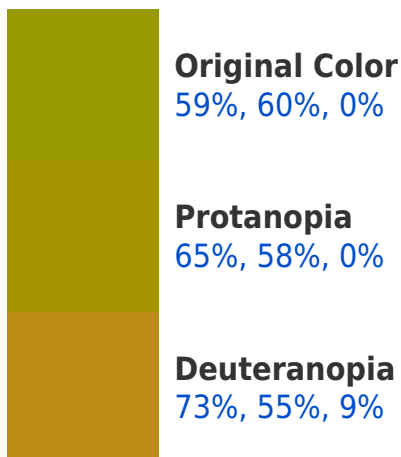 Original Color
59%, 60%, 0%
Protanopia
65%, 58%, 0%
Deuteranopia
73%, 55%, 9%